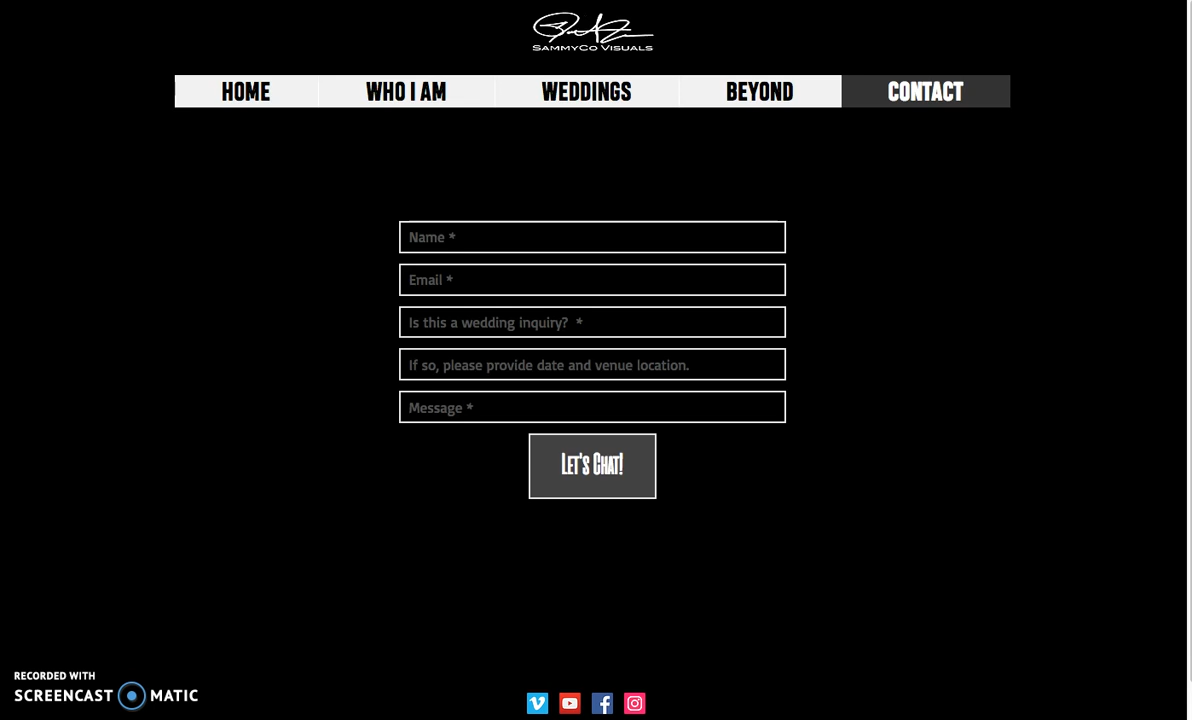 SAMMYCO VISUALS
HOME WHO I AM WEDDINGS BEYOND CONTACT
Name *
Email *
Is this a wedding inquiry? *
If so, please provide date and venue location.
Message *
LET'S CHAT!
RECORDED WITH
SCREENCAST MATIC